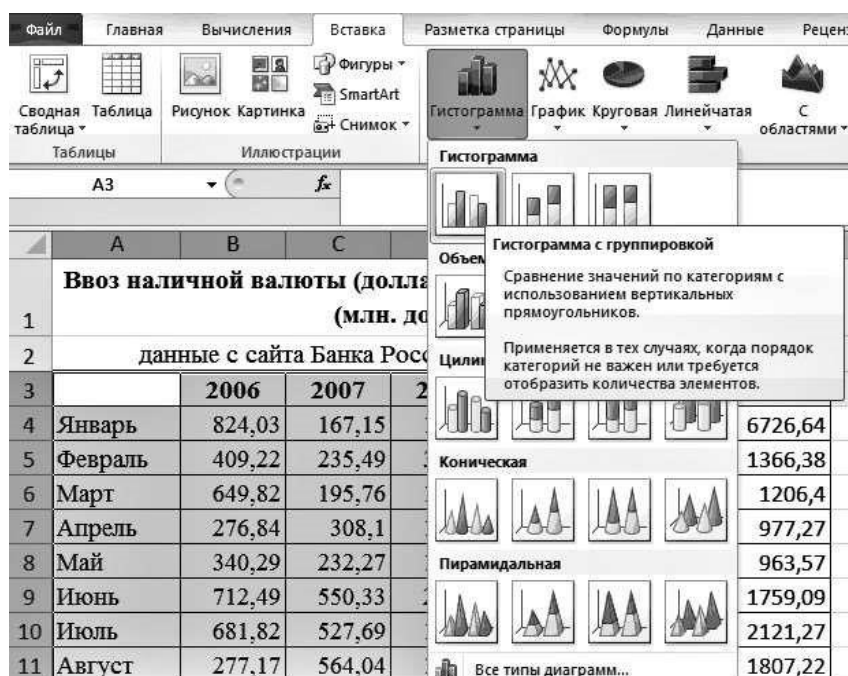 Файл Главная Вычисления Вставка Разметка страницы Формулы Данные Рецен
Сводная таблица
Таблица
Рисунок
Картинка
Фигуры
SmartArt
Снимок
Гистограмма
График
Круговая
Линейчатая
С областями
Таблицы
Иллюстрации
Гистограмма
A3
fx
Гистограмма с группировкой
Сравнение значений по категориям с
использованием вертикальных
прямоугольников.
Применяется в тех случаях, когда порядок
категорий не важен или требуется
отобразить количества элементов.
Объем
Цилин
Коническая
Пирамидальная
Все типы диаграмм...
A B C
1 Ввоз наличной валюты (долла
(млн. до
2 данные с сайта Банка Росс
3 2006 2007 2
4 Январь 824,03 167,15 6726,64
5 Февраль 409,22 235,49 1366,38
6 Март 649,82 195,76 1206,4
7 Апрель 276,84 308,1 977,27
8 Май 340,29 232,27 963,57
9 Июнь 712,49 550,33 1759,09
10 Июль 681,82 527,69 2121,27
11 Август 277,17 564,04 1807,22